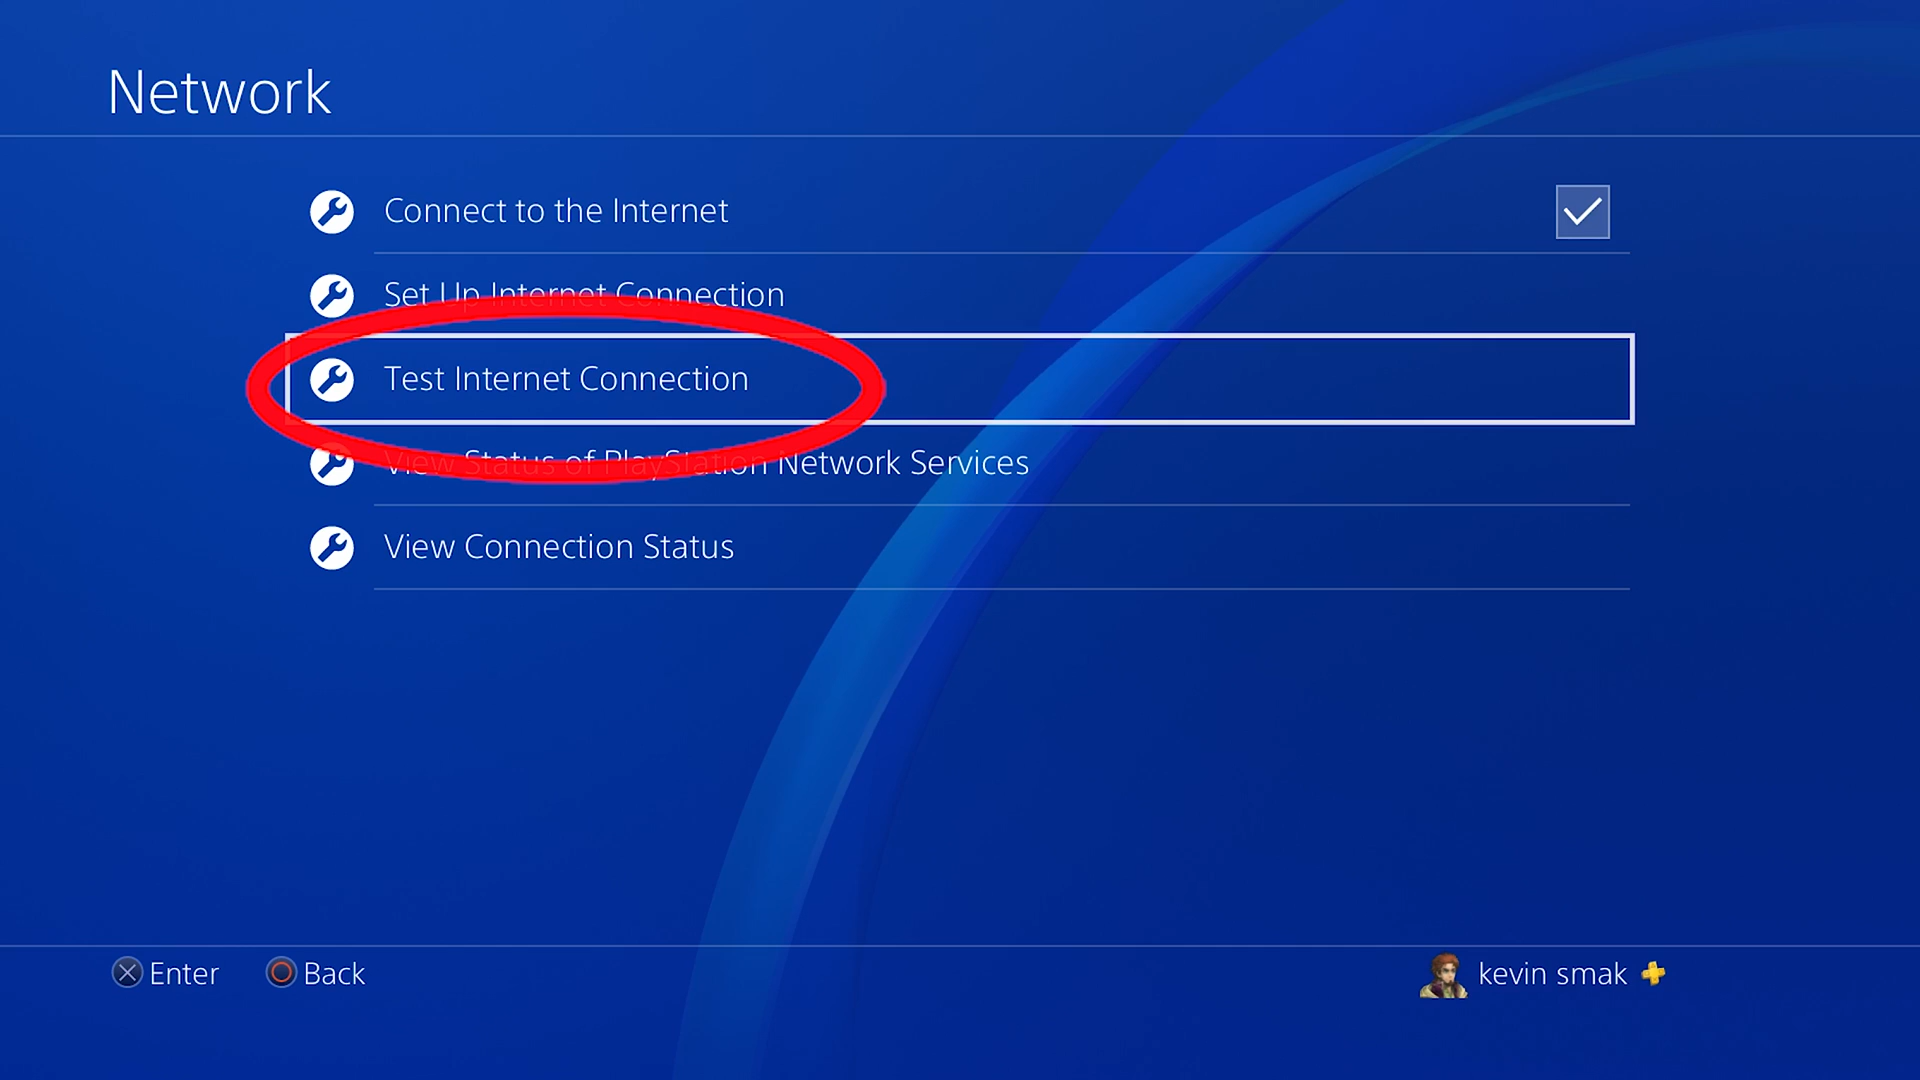 Network
Connect to the Internet
Set Up Internet Connection
Test Internet Connection
View Status of PlayStation Network Services
View Connection Status
Enter
Back
kevin smak